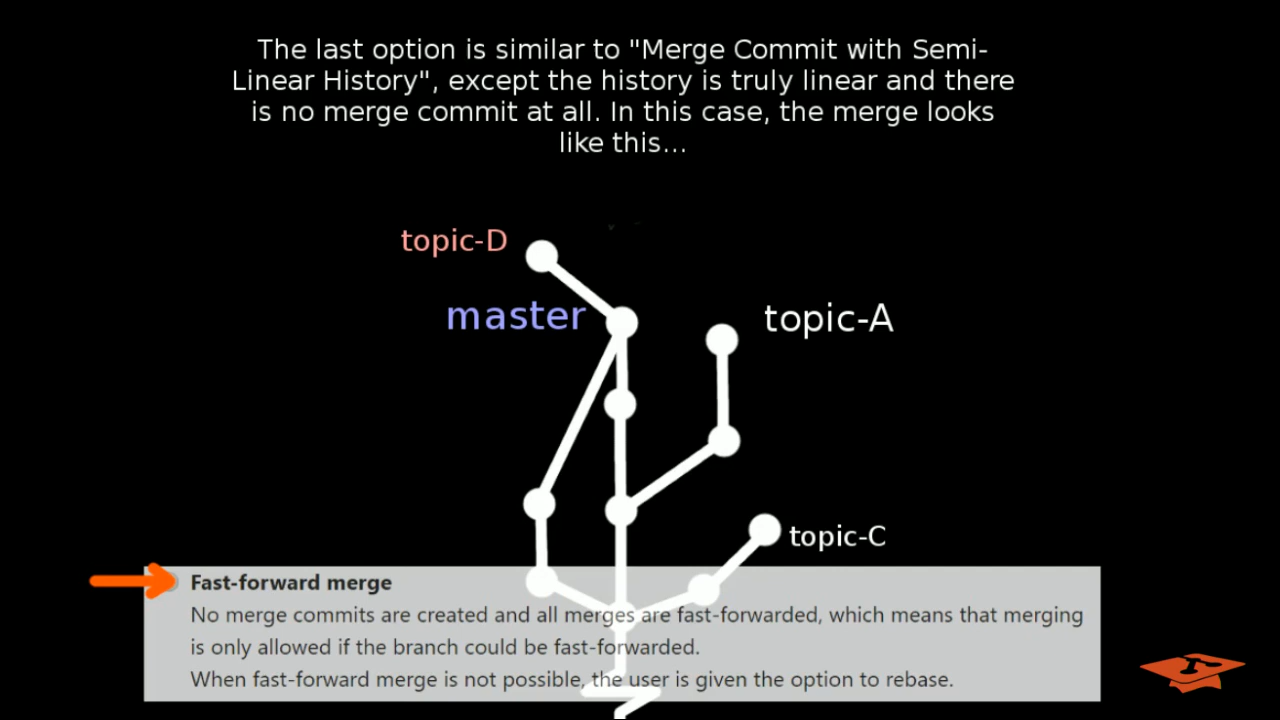 The last option is similar to "Merge Commit with Semi-
Linear History", except the history is truly linear and there
is no merge commit at all. In this case, the merge looks
like this...
topic-D
master
topic-A
topic-C
Fast-forward merge
No merge commits are created and all merges are fast-forwarded, which means that merging
is only allowed if the branch could be fast-forwarded.
When fast-forward merge is not possible, the user is given the option to rebase.